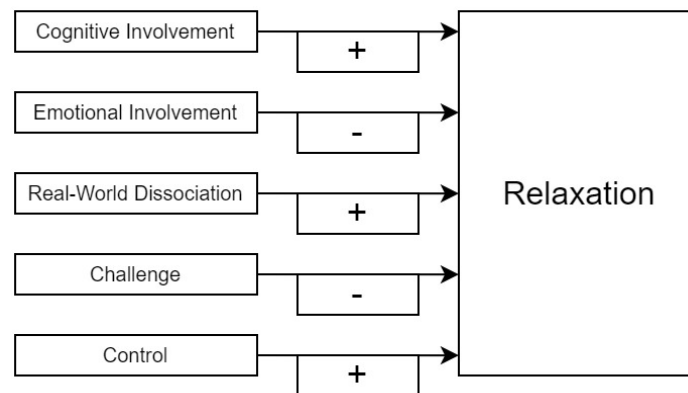 Cognitive Involvement
+
Emotional Involvement
-
Real-World Dissociation
+
Relaxation
Challenge
-
Control
+